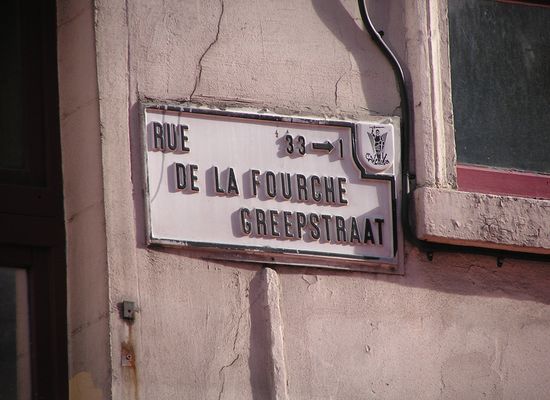 RUE 33 → 1
DE LA FOURCHE
GREEPSTRAAT